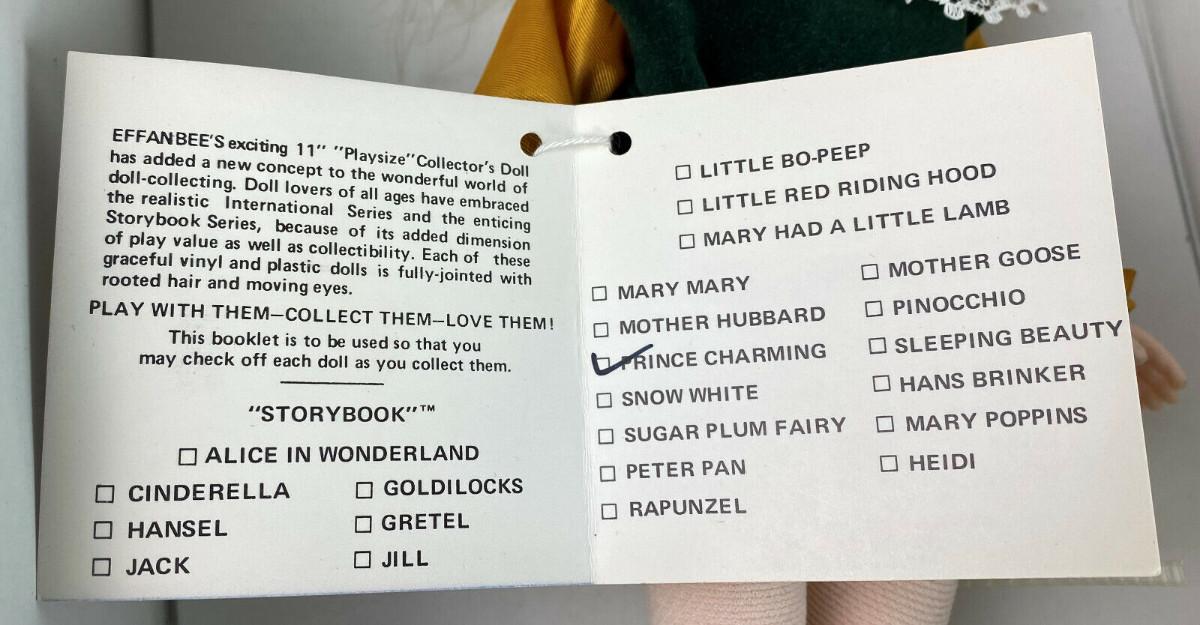 EFFANBEE'S exciting 11" "Playsize" Collector's Doll
has added a new concept to the wonderful world of
doll-collecting. Doll lovers of all ages have embraced
the realistic International Series and the enticing
Storybook Series, because of its added dimension
of play value as well as collectibility. Each of these
graceful vinyl and plastic dolls is fully-jointed with
rooted hair and moving eyes.
PLAY WITH THEM—COLLECT THEM—LOVE THEM!
This booklet is to be used so that you
may check off each doll as you collect them.
"STORYBOOK"™
ALICE IN WONDERLAND
CINDERELLA
HANSEL
JACK
GOLDILOCKS
GRETEL
JILL
LITTLE BO-PEEP
LITTLE RED RIDING HOOD
MARY HAD A LITTLE LAMB
MARY MARY
MOTHER HUBBARD
PRINCE CHARMING
SNOW WHITE
SUGAR PLUM FAIRY
PETER PAN
RAPUNZEL
MOTHER GOOSE
PINOCCHIO
SLEEPING BEAUTY
HANS BRINKER
MARY POPPINS
HEIDI